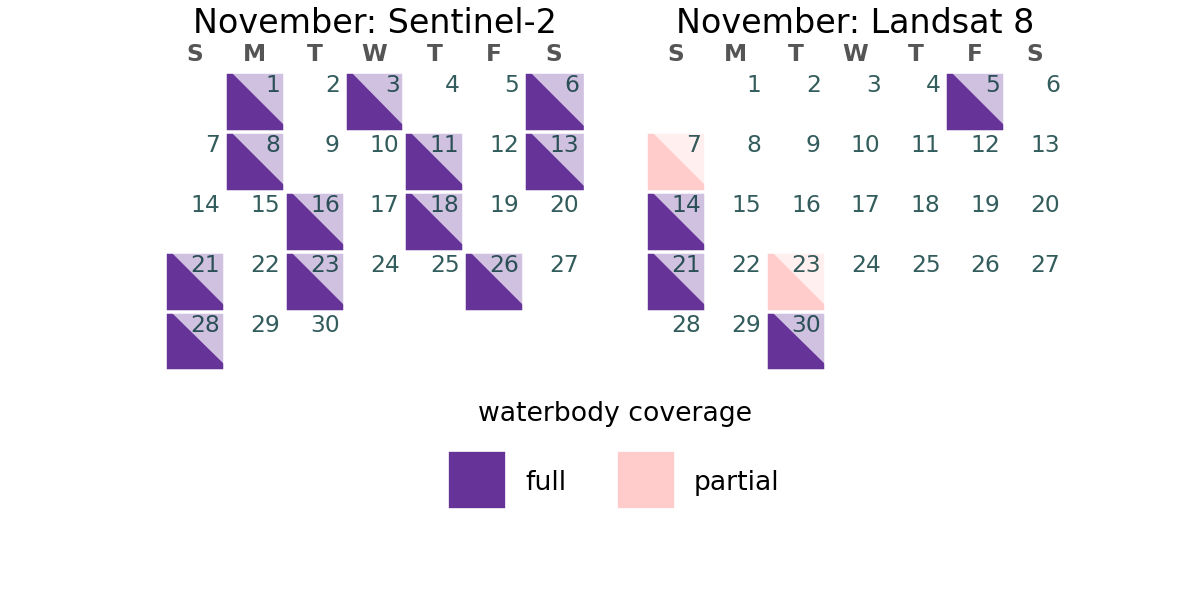 November: Sentinel-2
S M T W T F S
1 2 3 4 5 6
7 8 9 10 11 12 13
14 15 16 17 18 19 20
21 22 23 24 25 26 27
28 29 30
November: Landsat 8
S M T W T F S
1 2 3 4 5 6
7 8 9 10 11 12 13
14 15 16 17 18 19 20
21 22 23 24 25 26 27
28 29 30
waterbody coverage
full
partial